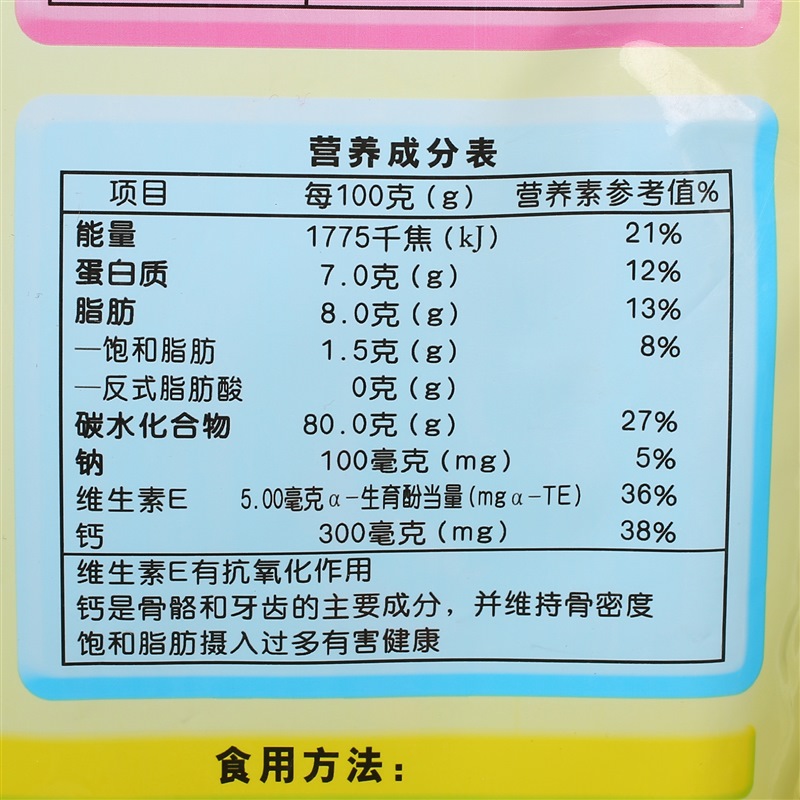 营养成分表
项目 每100克(g) 营养素参考值%
能量 1775千焦(kJ) 21%
蛋白质 7.0克(g) 12%
脂肪 8.0克(g) 13%
—饱和脂肪 1.5克(g) 8%
—反式脂肪酸 0克(g)
碳水化合物 80.0克(g) 27%
钠 100毫克(mg) 5%
维生素E 5.00毫克α-生育酚当量(mgα-TE) 36%
钙 300毫克(mg) 38%
维生素E有抗氧化作用
钙是骨骼和牙齿的主要成分，并维持骨密度
饱和脂肪摄入过多有害健康
食用方法：